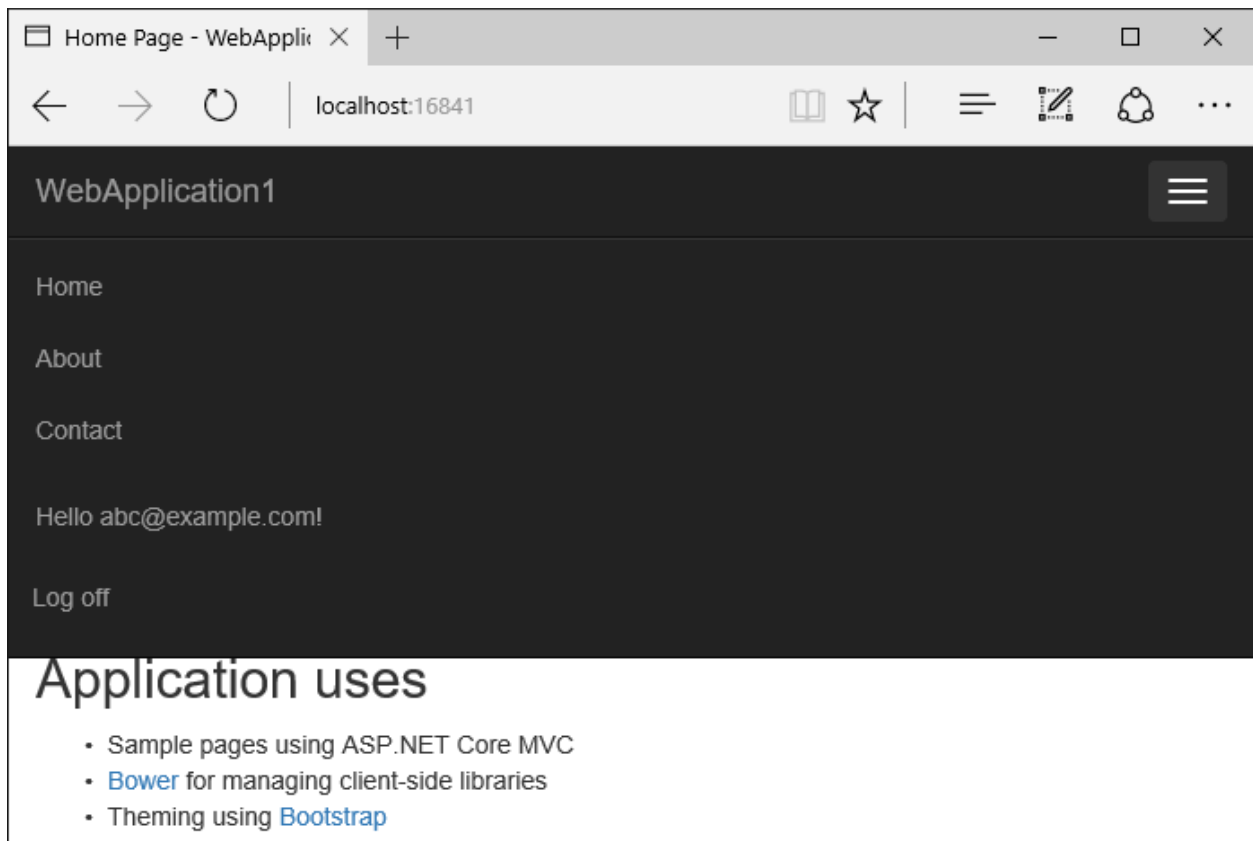 Home Page - WebApplic
localhost:16841
WebApplication1
Home
About
Contact
Hello abc@example.com!
Log off
Application uses
• Sample pages using ASP.NET Core MVC
• Bower for managing client-side libraries
• Theming using Bootstrap